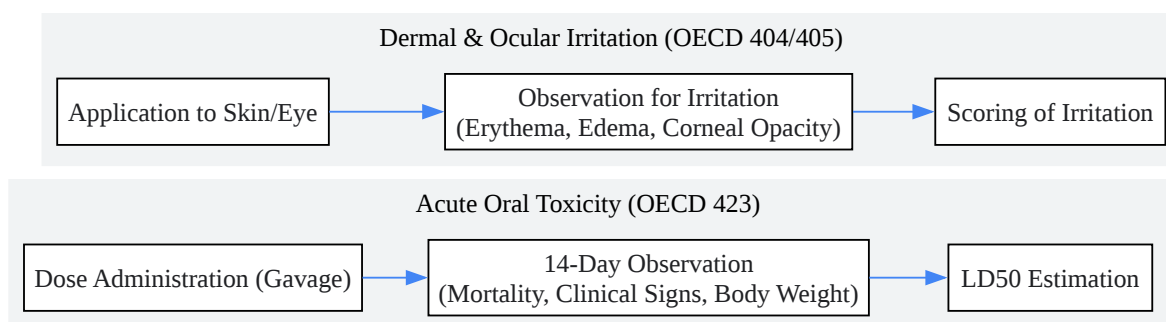 Dermal & Ocular Irritation (OECD 404/405)
Application to Skin/Eye
Observation for Irritation
(Erythema, Edema, Corneal Opacity)
Scoring of Irritation
Acute Oral Toxicity (OECD 423)
Dose Administration (Gavage)
14-Day Observation
(Mortality, Clinical Signs, Body Weight)
LD50 Estimation